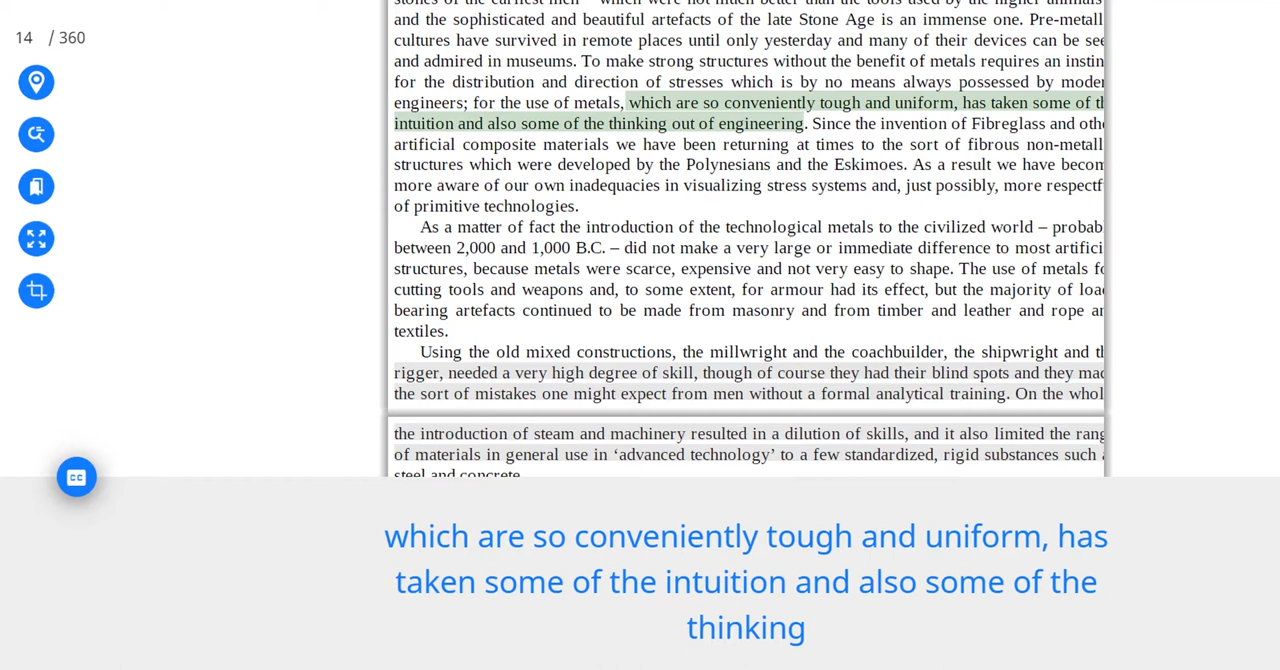 14 / 360
stones of the earliest men – which were not much better than the tools used by the higher animals
and the sophisticated and beautiful artefacts of the late Stone Age is an immense one. Pre-metall
cultures have survived in remote places until only yesterday and many of their devices can be see
and admired in museums. To make strong structures without the benefit of metals requires an instin
for the distribution and direction of stresses which is by no means always possessed by moder
engineers; for the use of metals, which are so conveniently tough and uniform, has taken some of th
intuition and also some of the thinking out of engineering. Since the invention of Fibreglass and othe
artificial composite materials we have been returning at times to the sort of fibrous non-metall
structures which were developed by the Polynesians and the Eskimoes. As a result we have becom
more aware of our own inadequacies in visualizing stress systems and, just possibly, more respectf
of primitive technologies.
As a matter of fact the introduction of the technological metals to the civilized world – probab
between 2,000 and 1,000 B.C. – did not make a very large or immediate difference to most artifici
structures, because metals were scarce, expensive and not very easy to shape. The use of metals fo
cutting tools and weapons and, to some extent, for armour had its effect, but the majority of loa
bearing artefacts continued to be made from masonry and from timber and leather and rope an
textiles.
Using the old mixed constructions, the millwright and the coachbuilder, the shipwright and th
rigger, needed a very high degree of skill, though of course they had their blind spots and they mad
the sort of mistakes one might expect from men without a formal analytical training. On the whol
the introduction of steam and machinery resulted in a dilution of skills, and it also limited the rang
of materials in general use in ‘advanced technology’ to a few standardized, rigid substances such a
steel and concrete
CC
which are so conveniently tough and uniform, has
taken some of the intuition and also some of the
thinking